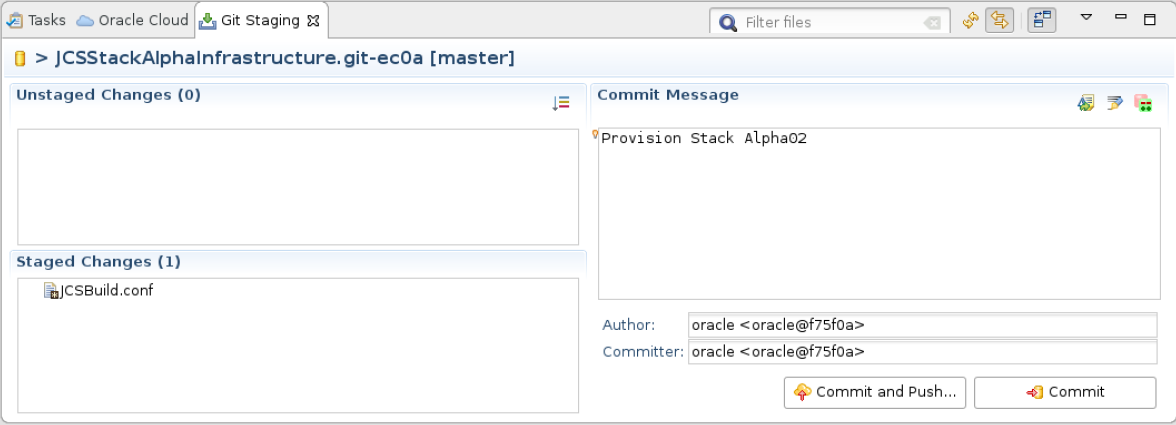 Tasks Oracle Cloud Git Staging Filter files
> JCSStackAlphaInfrastructure.git-ec0a [master]
Unstaged Changes (0)
Commit Message
Provision Stack Alpha02
Staged Changes (1)
JCSBuild.conf
Author: oracle <oracle@f75f0a>
Committer: oracle <oracle@f75f0a>
Commit and Push... Commit